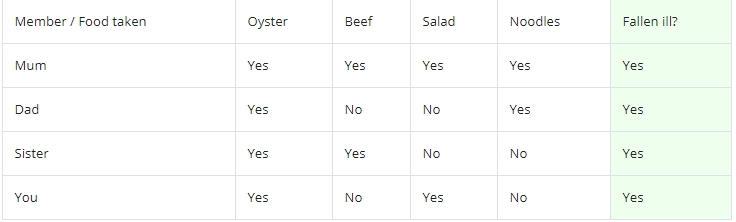 Member / Food taken Oyster Beef Salad Noodles Fallen ill?
Mum Yes Yes Yes Yes Yes
Dad Yes No No Yes Yes
Sister Yes Yes No No Yes
You Yes No Yes No Yes